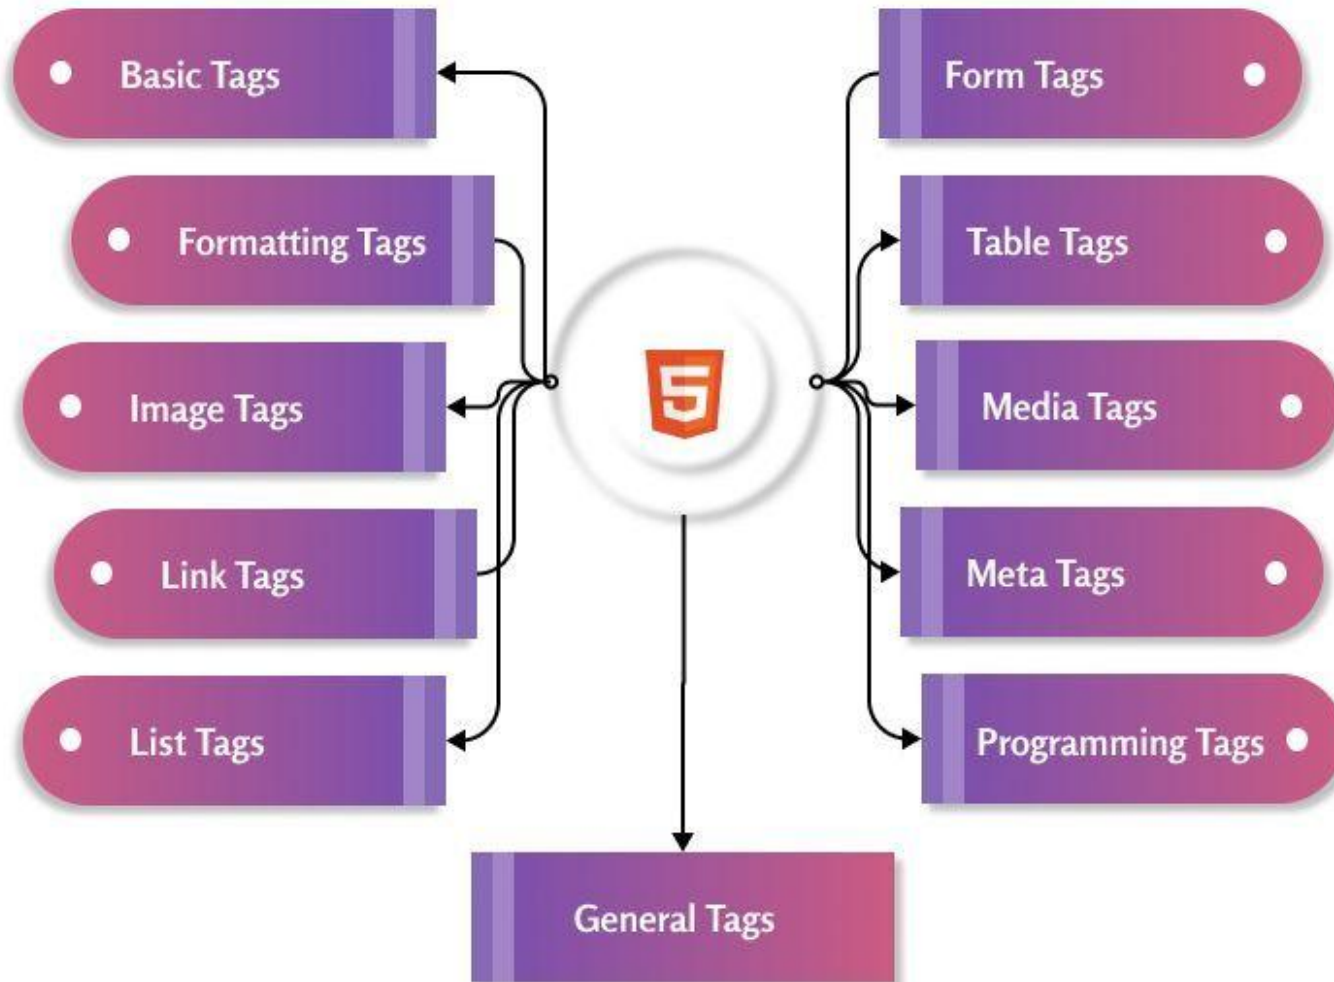 Basic Tags
Formatting Tags
Image Tags
Link Tags
List Tags
Form Tags
Table Tags
Media Tags
Meta Tags
Programming Tags
5
General Tags